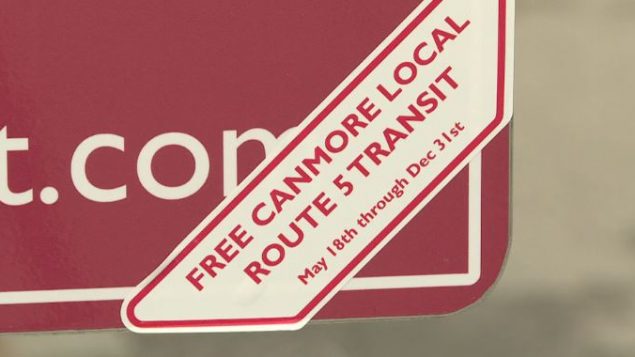 t.com
FREE CANMORE LOCAL
ROUTE 5 TRANSIT
May 18th through Dec 31st